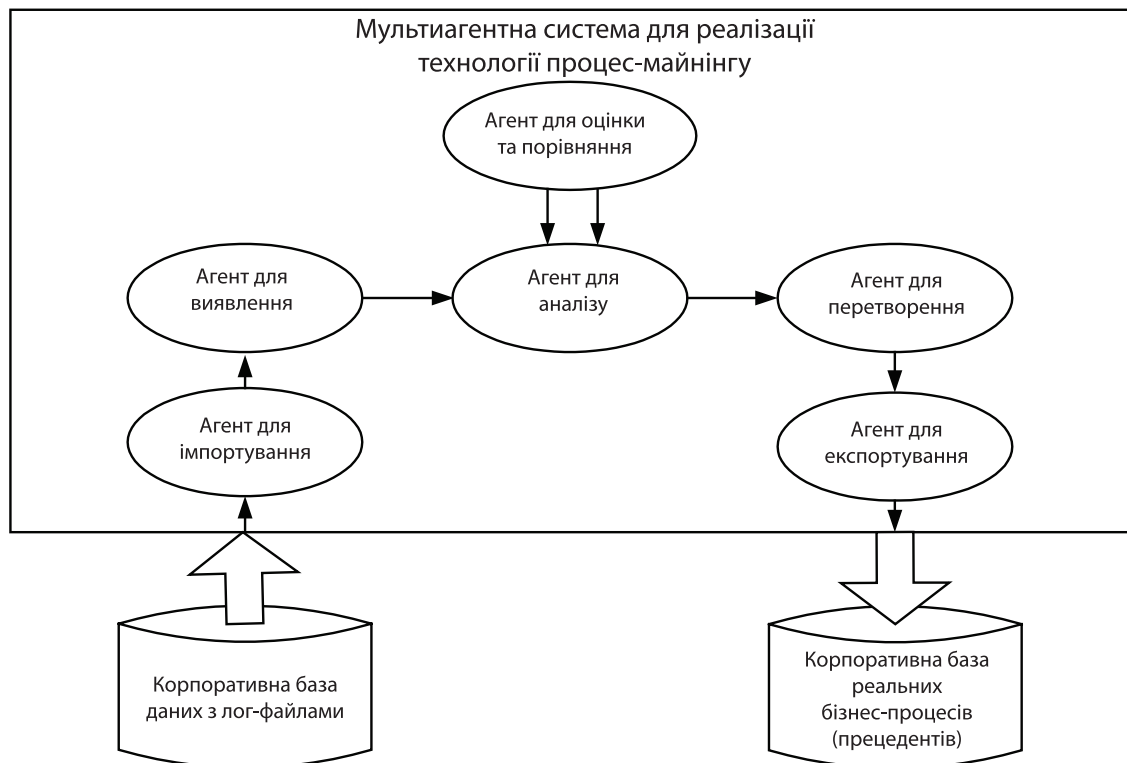 Мультиагентна система для реалізації
технології процес-майнінгу
Агент для оцінки
та порівняння
Агент для
виявлення
Агент для
аналізу
Агент для
перетворення
Агент для
імпортування
Агент для
експортування
Корпоративна база
даних з лог-файлами
Корпоративна база
реальних
бізнес-процесів
(прецедентів)